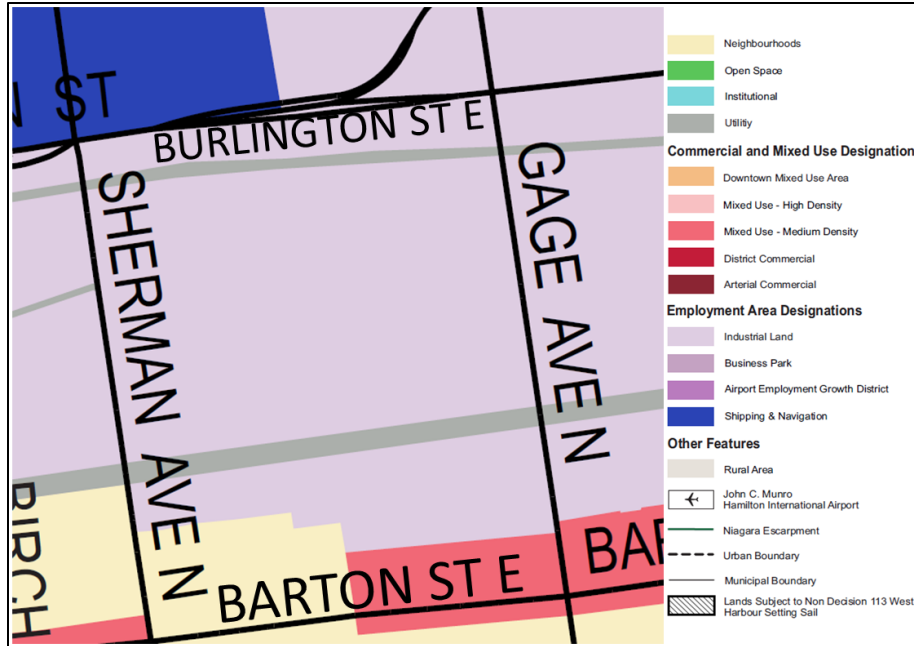 N ST
BURLINGTON ST E
SHERMAN AVE N
GAGE AVE N
BIRCH
BARTON ST E
BAR
Neighbourhoods
Open Space
Institutional
Utilitiy
Commercial and Mixed Use Designation
Downtown Mixed Use Area
Mixed Use - High Density
Mixed Use - Medium Density
District Commercial
Arterial Commercial
Employment Area Designations
Industrial Land
Business Park
Airport Employment Growth District
Shipping & Navigation
Other Features
Rural Area
John C. Munro
Hamilton International Airport
Niagara Escarpment
Urban Boundary
Municipal Boundary
Lands Subject to Non Decision 113 West
Harbour Setting Sail